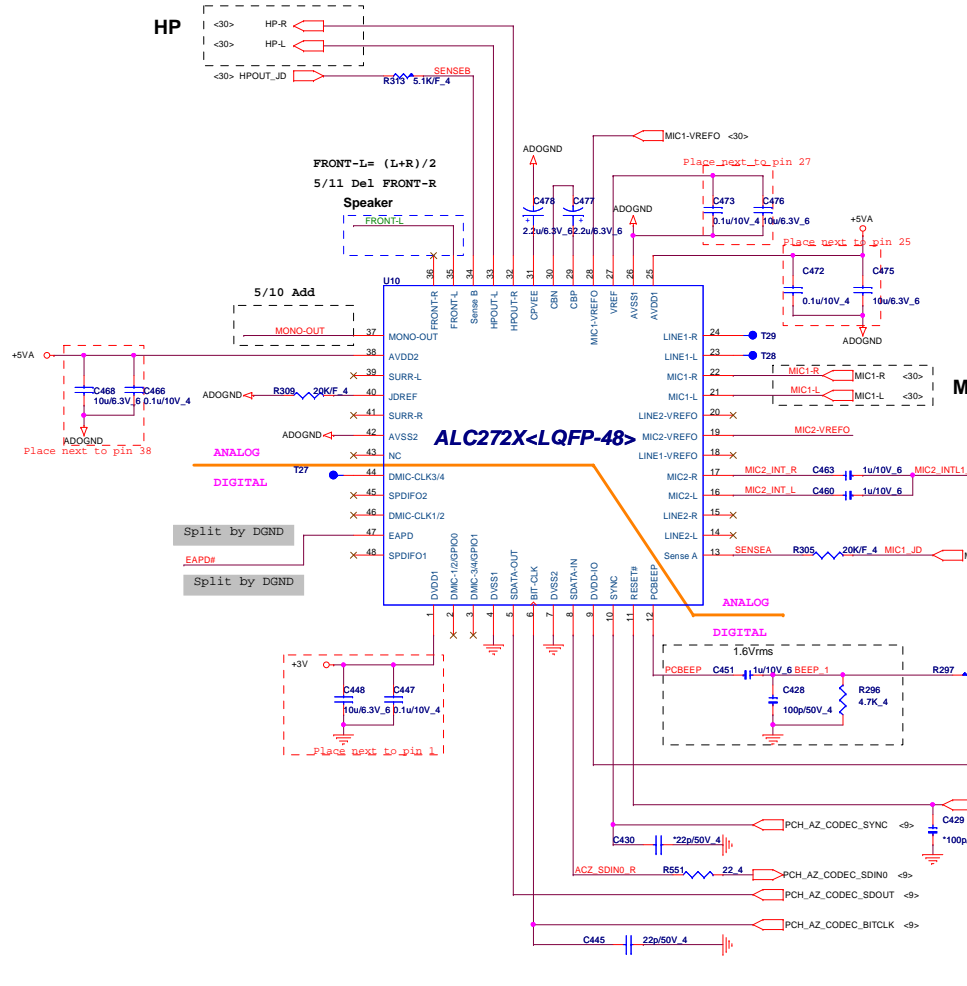 HP
<30> HP-R
<30> HP-L
<30> HPOUT_JD
R313 5.1K/F_4
SENSEB
MIC1-VREFO <30>
ADOGND
FRONT-L= (L+R)/2
5/11 Del FRONT-R
Speaker
FRONT-L
Place next to pin 27
C478
2.2u/6.3V_6
C477
2.2u/6.3V_6
ADOGND
C473
0.1u/10V_4
C476
10u/6.3V_6
+5VA
Place next to pin 25
C472
0.1u/10V_4
C475
10u/6.3V_6
ADOGND
U10
36 35 34 33 32 31 30 29 28 27 26 25
FRONT-R
FRONT-L
Sense B
HPOUT-L
HPOUT-R
CPVEE
CBN
CBP
MIC1-VREFO
VREF
AVSS1
AVDD1
5/10 Add
MONO-OUT
37 MONO-OUT
+5VA
38 AVDD2
39 SURR-L
40 JDREF
41 SURR-R
42 AVSS2
43 NC
44 DMIC-CLK3/4
45 SPDIFO2
46 DMIC-CLK1/2
47 EAPD
48 SPDIFO1
C468
10u/6.3V_6
C466
0.1u/10V_4
ADOGND
Place next to pin 38
ADOGND
R309 20K/F_4
ADOGND
ALC272X<LQFP-48>
ANALOG
DIGITAL
T27
Split by DGND
EAPD#
Split by DGND
LINE1-R 24 T29
LINE1-L 23 T28
MIC1-R 22 MIC1-R MIC1-R <30>
MIC1-L 21 MIC1-L MIC1-L <30>
LINE2-VREFO 20
MIC2-VREFO 19 MIC2-VREFO
LINE1-VREFO 18
MIC2-R 17 MIC2_INT_R C463 1u/10V_6 MIC2_INTL1
MIC2-L 16 MIC2_INT_L C460 1u/10V_6
LINE2-R 15
LINE2-L 14
Sense A 13 SENSEA R305 20K/F_4 MIC1_JD
M
DVDD1
DMIC-1/2/GPIO0
DMIC-3/4/GPIO1
DVSS1
SDATA-OUT
BIT-CLK
DVSS2
SDATA-IN
DVDD-IO
SYNC
RESET#
PCBEEP
1 2 3 4 5 6 7 8 9 10 11 12
ANALOG
DIGITAL
+3V
C448
10u/6.3V_6
C447
0.1u/10V_4
Place next to pin 1
1.6Vrms
PCBEEP C451 1u/10V_6 BEEP_1
C428
100p/50V_4
R296
4.7K_4
R297
PCH_AZ_CODEC_SYNC <9>
C430 *22p/50V_4
C429
*100p
ACZ_SDIN0_R R551 22_4 PCH_AZ_CODEC_SDIN0 <9>
PCH_AZ_CODEC_SDOUT <9>
PCH_AZ_CODEC_BITCLK <9>
C445 22p/50V_4